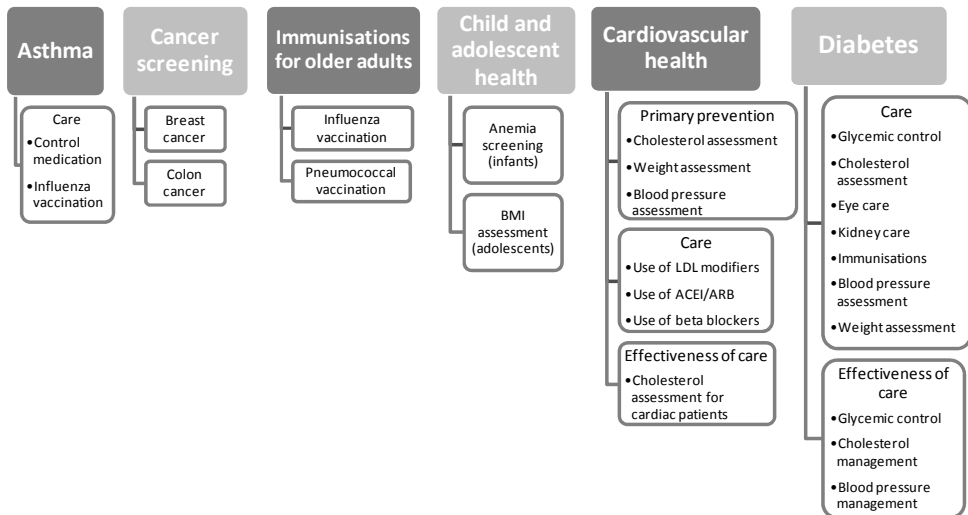 Asthma
Care
•Control
medication
•Influenza
vaccination
Cancer
screening
Breast
cancer
Colon
cancer
Immunisations
for older adults
Influenza
vaccination
Pneumococcal
vaccination
Child and
adolescent
health
Anemia
screening
(infants)
BMI
assessment
(adolescents)
Cardiovascular
health
Primary prevention
•Cholesterol assessment
•Weight assessment
•Blood pressure
assessment
Care
•Use of LDL modifiers
•Use of ACEI/ARB
•Use of beta blockers
Effectiveness of care
•Cholesterol
assessment for
cardiac patients
Diabetes
Care
•Glycemic control
•Cholesterol
assessment
•Eye care
•Kidney care
•Immunisations
•Blood pressure
assessment
•Weight assessment
Effectiveness of
care
•Glycemic control
•Cholesterol
management
•Blood pressure
management